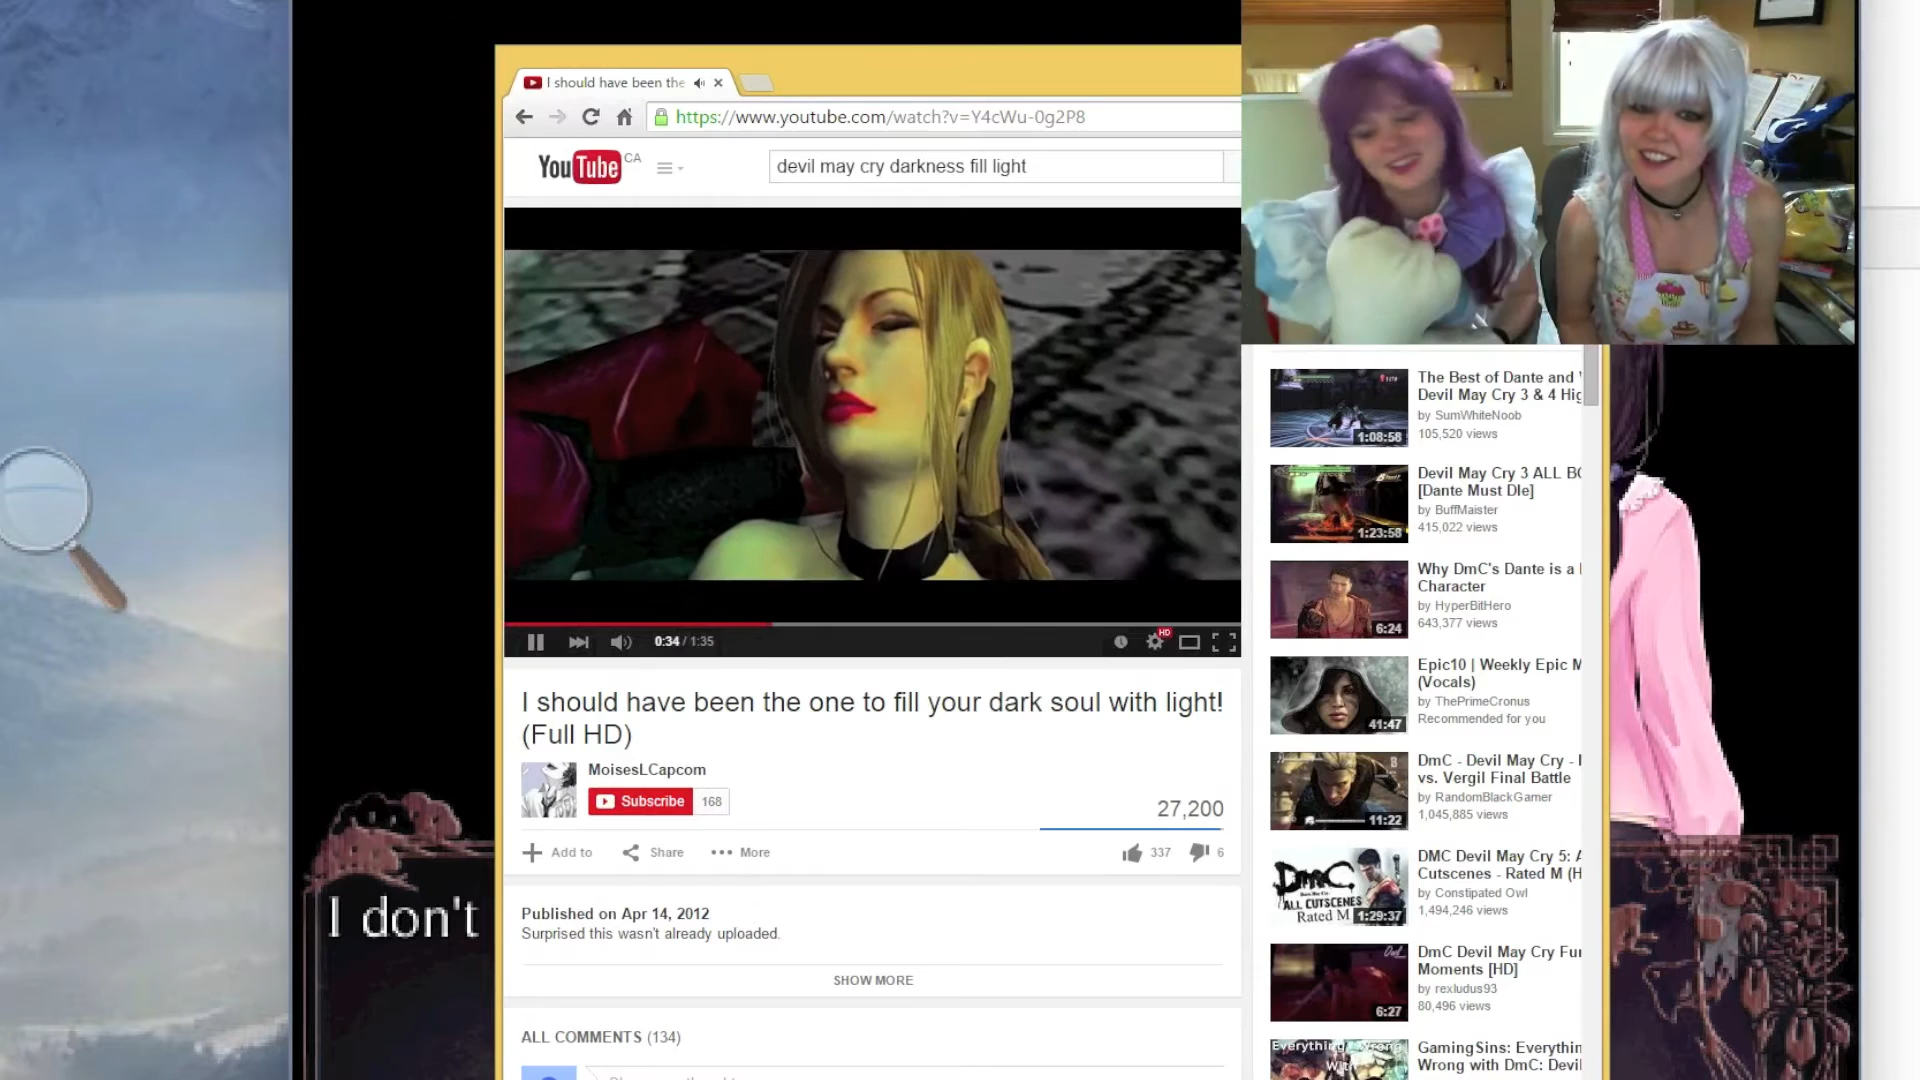 I should have been the
https://www.youtube.com/watch?v=Y4cWu-0g2P8
YouTube CA
devil may cry darkness fill light
0:34 / 1:35
HD
I should have been the one to fill your dark soul with light!
(Full HD)
MoisesLCapcom
Subscribe 168
27,200
Add to Share More
337 6
Published on Apr 14, 2012
Surprised this wasn't already uploaded.
SHOW MORE
ALL COMMENTS (134)
I don't
The Best of Dante and
Devil May Cry 3 & 4 Hig
by SumWhiteNoob
105,520 views
1:08:58
Devil May Cry 3 ALL BO
[Dante Must DIe]
by BuffMaister
415,022 views
1:23:58
Why DmC's Dante is a
Character
by HyperBitHero
643,377 views
6:24
Epic10 | Weekly Epic M
(Vocals)
by ThePrimeCronus
Recommended for you
41:47
DmC - Devil May Cry -
vs. Vergil Final Battle
by RandomBlackGamer
1,045,885 views
11:22
DMC Devil May Cry 5: A
Cutscenes - Rated M (H
by Constipated Owl
1,494,246 views
DmC
ALL CUTSCENES
Rated M
1:29:37
DmC Devil May Cry Fun
Moments [HD]
by rexludus93
80,496 views
6:27
GamingSins: Everythin
Wrong with DmC: Devil
Everything Wrong
With